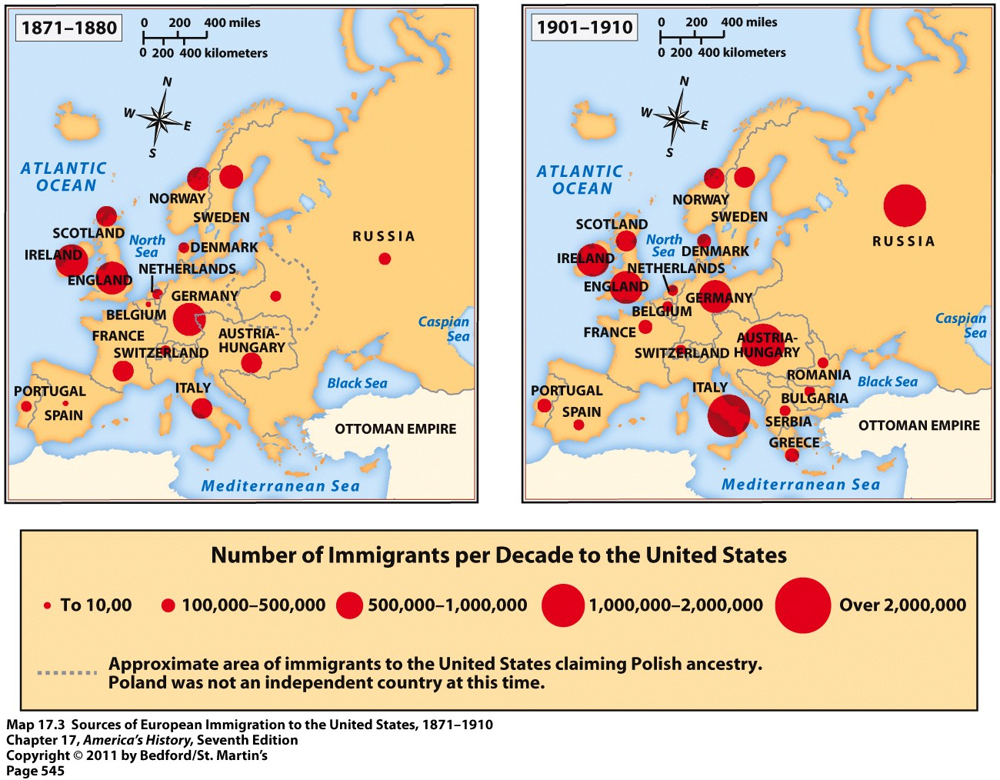 1871–1880
0 200 400 miles
0 200 400 kilometers
N
W
E
S
ATLANTIC
OCEAN
NORWAY
SWEDEN
SCOTLAND
North
Sea
IRELAND
DENMARK
RUSSIA
NETHERLANDS
ENGLAND
GERMANY
BELGIUM
Caspian
Sea
FRANCE
AUSTRIA-
HUNGARY
SWITZERLAND
PORTUGAL
ITALY
Black Sea
SPAIN
OTTOMAN EMPIRE
Mediterranean Sea
1901–1910
0 200 400 miles
0 200 400 kilometers
N
W
E
S
ATLANTIC
OCEAN
NORWAY
SWEDEN
SCOTLAND
North
Sea
RUSSIA
IRELAND
DENMARK
NETHERLANDS
ENGLAND
GERMANY
BELGIUM
Caspian
Sea
FRANCE
AUSTRIA-
HUNGARY
SWITZERLAND
ROMANIA
Black Sea
PORTUGAL
ITALY
BULGARIA
SPAIN
SERBIA
OTTOMAN EMPIRE
GREECE
Mediterranean Sea
Number of Immigrants per Decade to the United States
To 10,00 100,000–500,000 500,000–1,000,000 1,000,000–2,000,000 Over 2,000,000
Approximate area of immigrants to the United States claiming Polish ancestry.
Poland was not an independent country at this time.
Map 17.3 Sources of European Immigration to the United States, 1871–1910
Chapter 17, America's History, Seventh Edition
Copyright © 2011 by Bedford/St. Martin's
Page 545